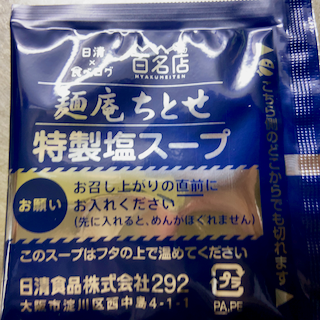 日清
×
食べログ
百名店
HYAKUMEITEN
麺庵ちとせ
特製塩スープ
お願い
お召し上がりの直前に
お入れください
(先に入れると、めんがほぐれません)
このスープはフタの上で温めてください
日清食品株式会社292
大阪市淀川区西中島4-1-1
プラ
PA,PE
こちら側のどこからでも切れます